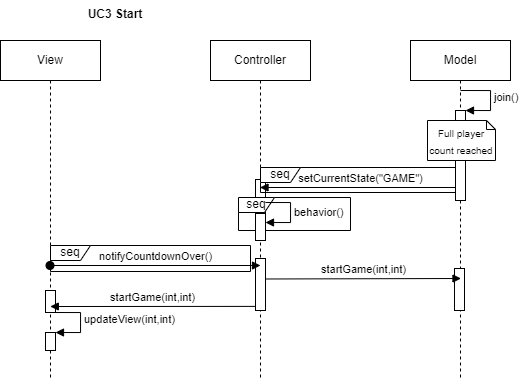 UC3 Start
View
Controller
Model
join()
Full player
count reached
seq
setCurrentState("GAME")
seq
behavior()
seq
notifyCountdownOver()
startGame(int,int)
startGame(int,int)
updateView(int,int)